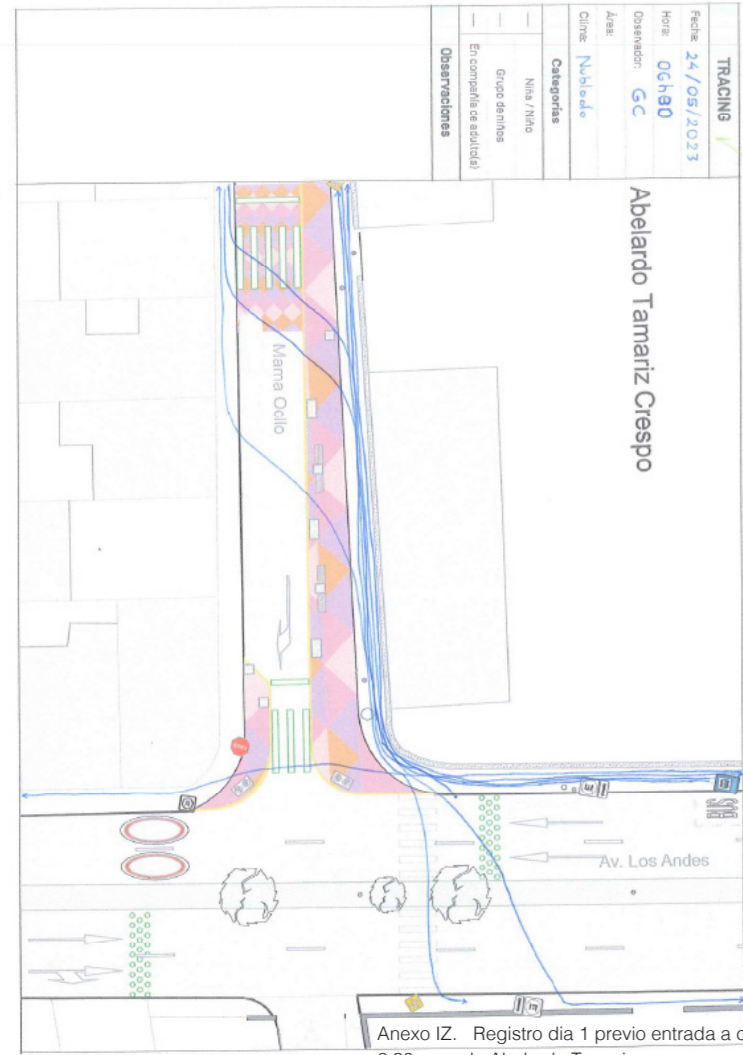 TRACING
Fecha: 24/05/2023
Hora: 06h30
Observador: GC
Área:
Clima: Nublado
Categorías
Niña / Niño
Grupo de niños
En compañía de adulto(s)
Observaciones
Abelardo Tamariz Crespo
Mama Ocllo
Av. Los Andes
BUS
Anexo IZ. Registro dia 1 previo entrada a c